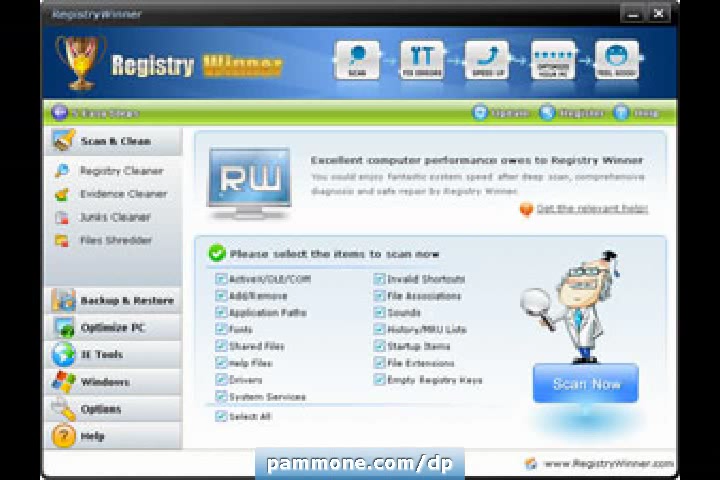 RegistryWinner
Registry Winner
SCAN
FIX ERRORS
SPEED UP
OPTIMIZE YOUR PC
FEEL GOOD!
5 Easy Steps
Update
Register
Help
Scan & Clean
Registry Cleaner
Evidence Cleaner
Junks Cleaner
Files Shredder
Backup & Restore
Optimize PC
IE Tools
Windows
Options
Help
RW
Excellent computer performance owes to Registry Winner
You could enjoy fantastic system speed after deep scan, comprehensive
diagnosis and safe repair by Registry Winner.
Get the relevant help!
Please select the items to scan now
ActiveX/OLE/COM
Add/Remove
Application Paths
Fonts
Shared Files
Help Files
Drivers
System Services
Select All
Invalid Shortcuts
File Associations
Sounds
History/MRU Lists
Startup Items
File Extensions
Empty Registry Keys
Scan Now
www.RegistryWinner.com
pammone.com/dp